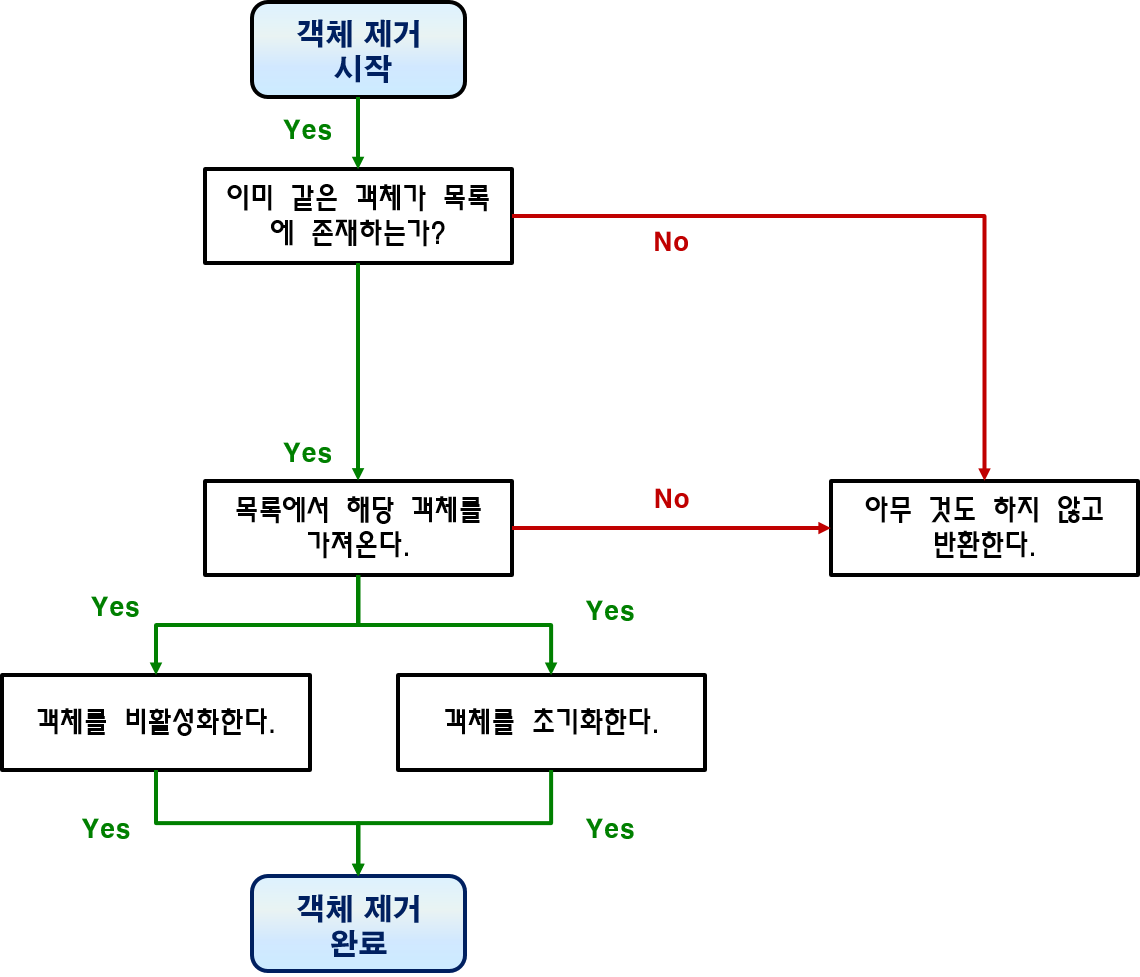 객체 제거
시작
Yes
이미 같은 객체가 목록
에 존재하는가?
No
Yes
목록에서 해당 객체를
가져온다.
No
아무 것도 하지 않고
반환한다.
Yes
Yes
객체를 비활성화한다.
객체를 초기화한다.
Yes
Yes
객체 제거
완료